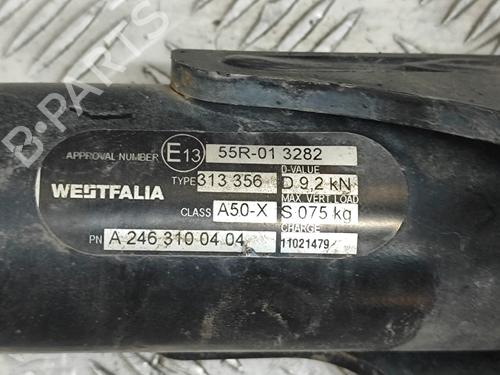 B-Parts
APPROVAL NUMBER E13 55R-01 3282
WESTFALIA TYPE 313 356 D-VALUE D 9,2 kN
CLASS A50-X MAX VERT.LOAD S 075 kg
PN A 246 310 04 04 CHARGE 11021479